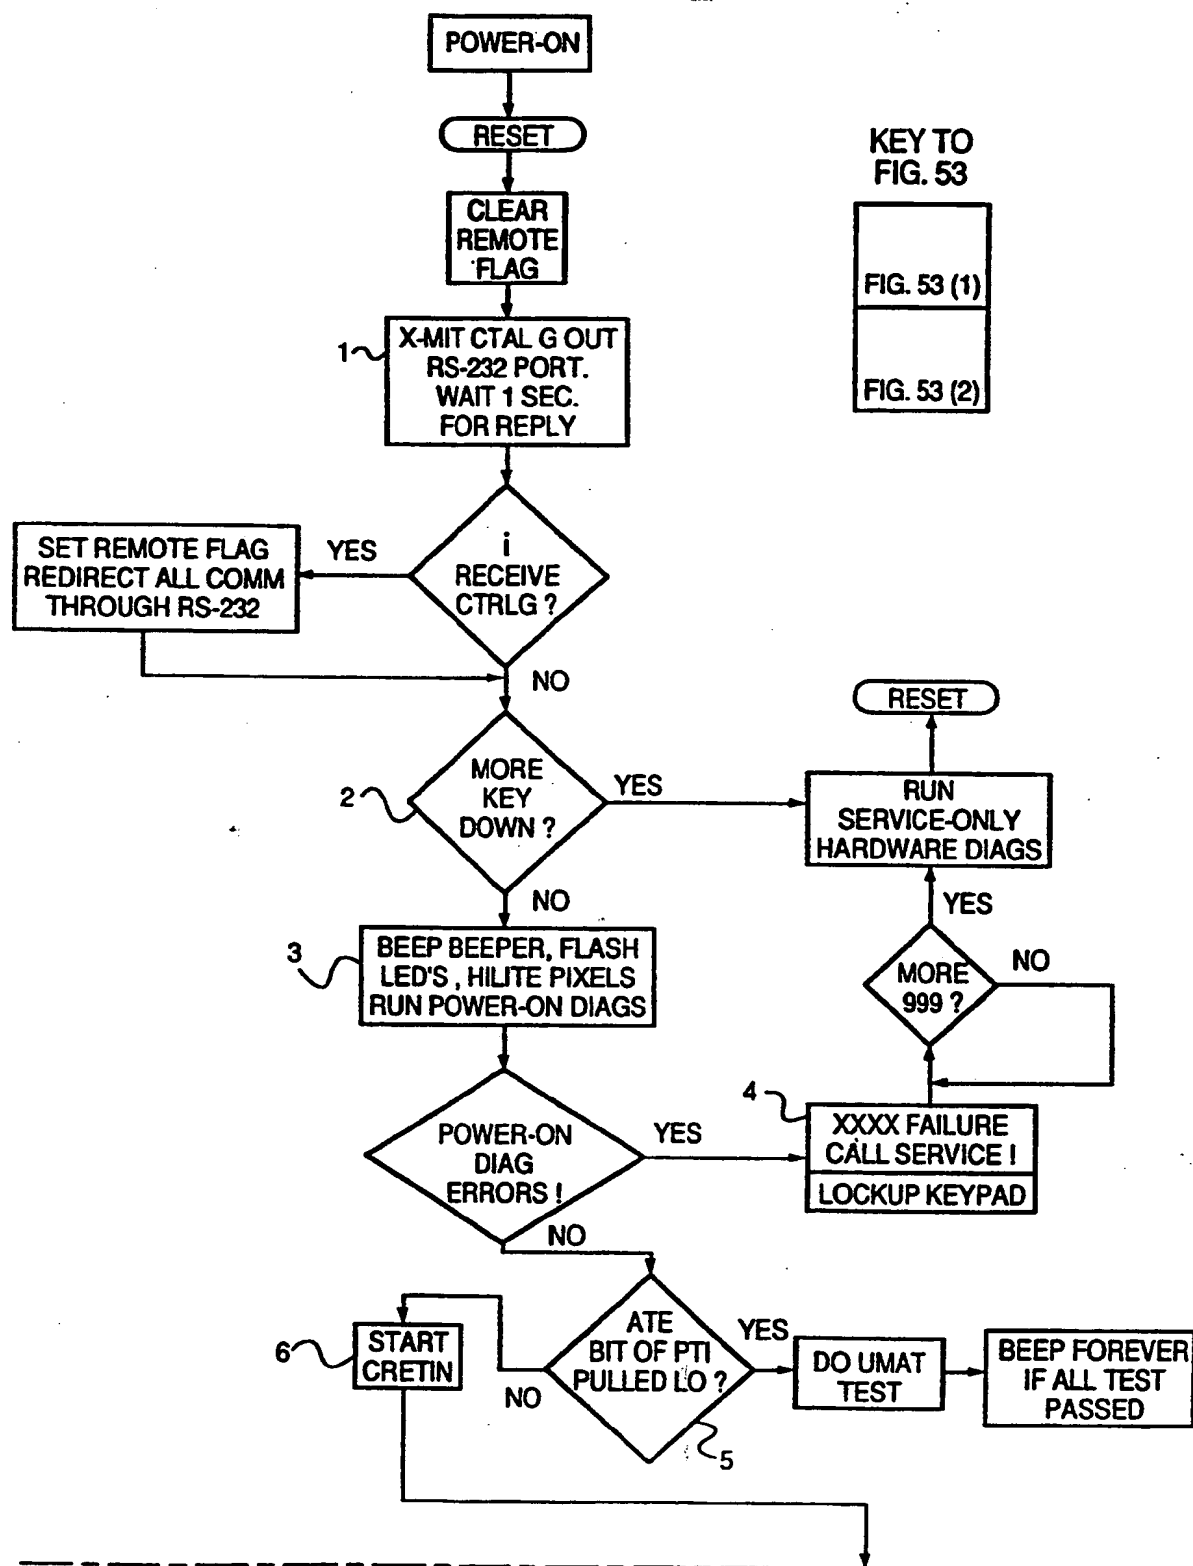 POWER-ON
RESET
KEY TO
FIG. 53
CLEAR
REMOTE
FLAG
FIG. 53 (1)
FIG. 53 (2)
1
X-MIT CTAL G OUT
RS-232 PORT.
WAIT 1 SEC.
FOR REPLY
i
RECEIVE
CTRLG ?
YES
SET REMOTE FLAG
REDIRECT ALL COMM
THROUGH RS-232
NO
2
MORE
KEY
DOWN ?
YES
RESET
RUN
SERVICE-ONLY
HARDWARE DIAGS
NO
YES
3
BEEP BEEPER, FLASH
LED'S , HILITE PIXELS
RUN POWER-ON DIAGS
MORE
999 ?
NO
POWER-ON
DIAG
ERRORS !
YES
4
XXXX FAILURE
CALL SERVICE !
LOCKUP KEYPAD
NO
6
START
CRETIN
ATE
BIT OF PTI
PULLED LO ?
NO
YES
5
DO UMAT
TEST
BEEP FOREVER
IF ALL TEST
PASSED